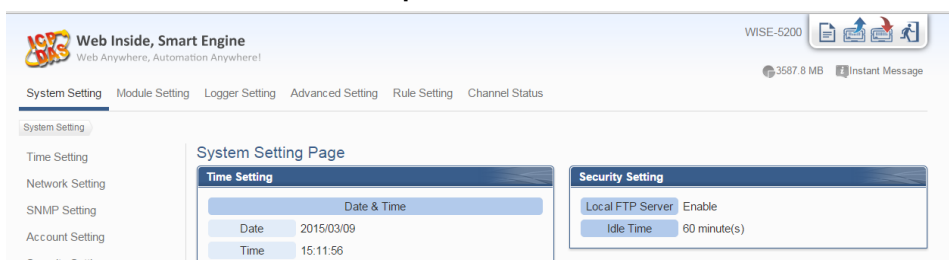 ICP DAS
Web Inside, Smart Engine
Web Anywhere, Automation Anywhere!
WISE-5200
3587.8 MB Instant Message
System Setting Module Setting Logger Setting Advanced Setting Rule Setting Channel Status
System Setting
Time Setting
Network Setting
SNMP Setting
Account Setting
System Setting Page
Time Setting
Date & Time
Date 2015/03/09
Time 15:11:56
Security Setting
Local FTP Server Enable
Idle Time 60 minute(s)